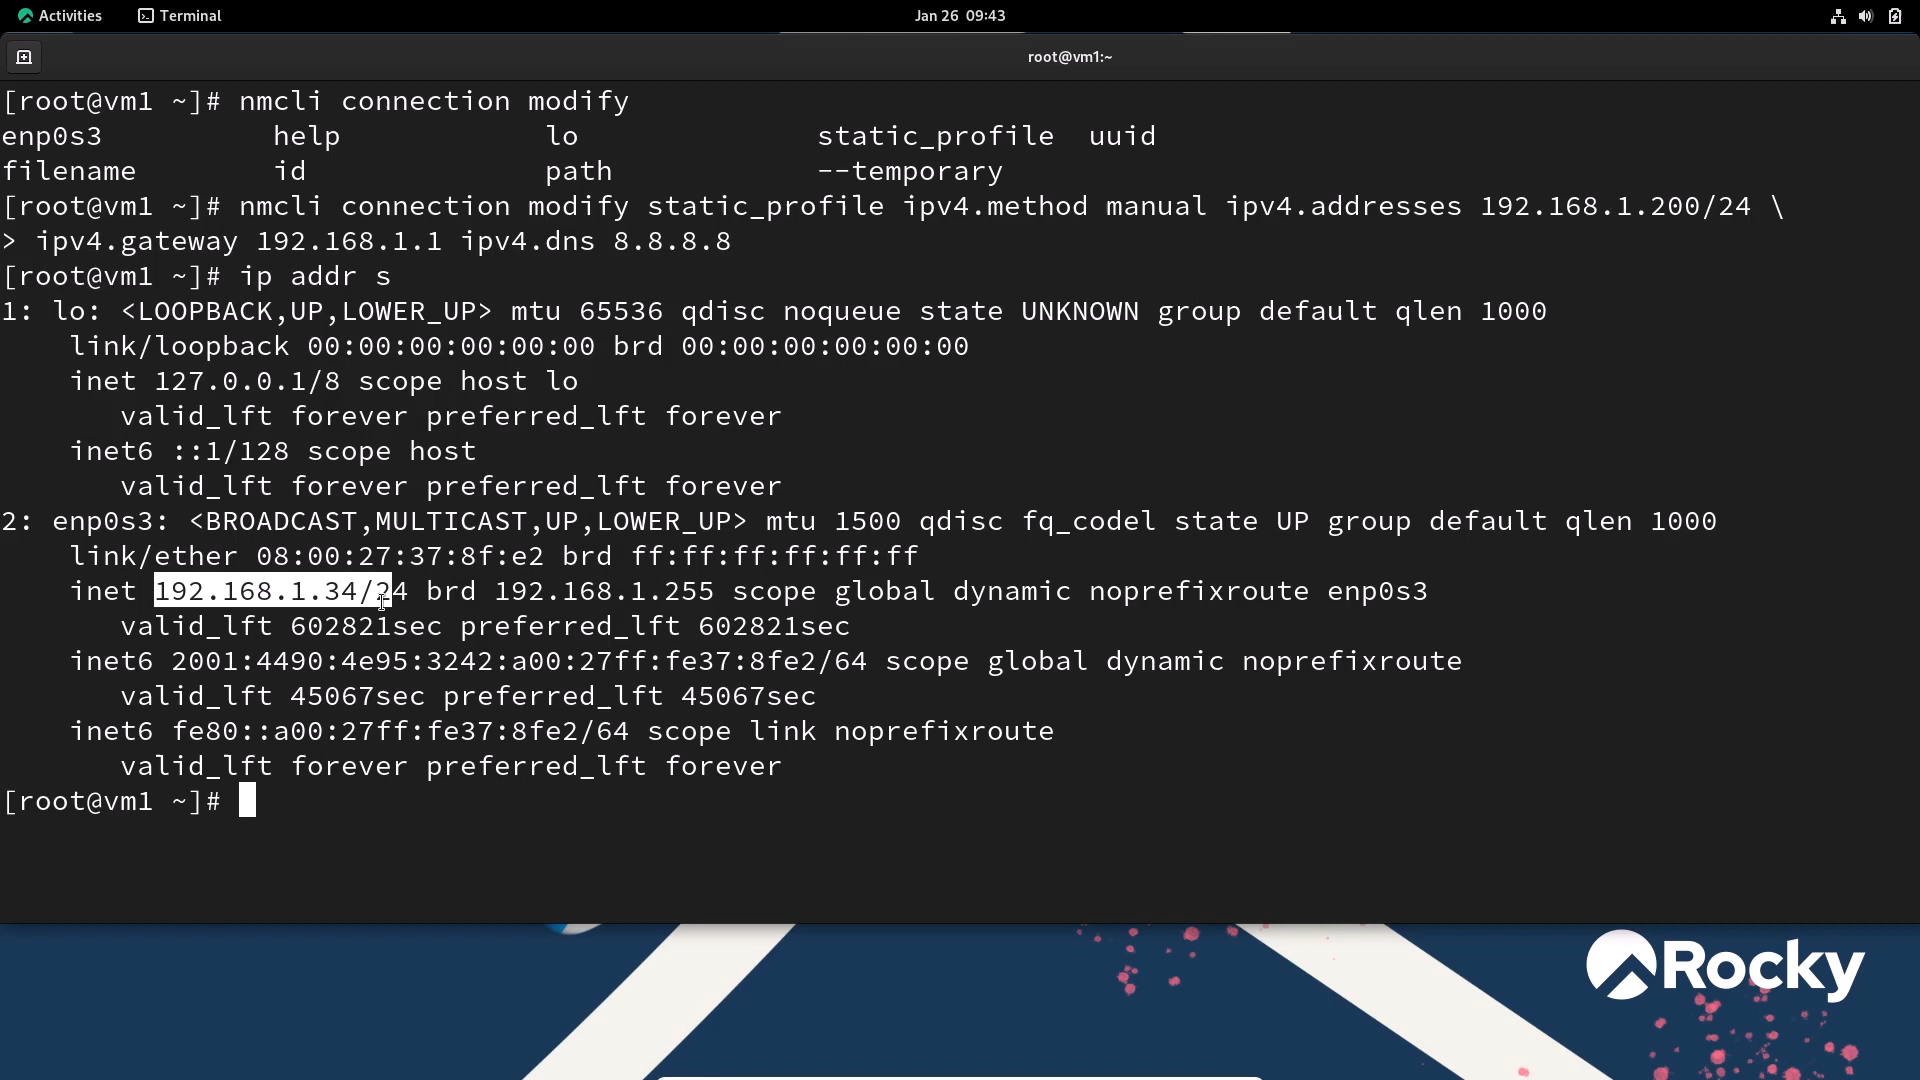 Activities
Terminal
Jan 26 09:43
root@vm1:~
[root@vm1 ~]# nmcli connection modify
enp0s3          help            lo              static_profile  uuid
filename        id              path            --temporary
[root@vm1 ~]# nmcli connection modify static_profile ipv4.method manual ipv4.addresses 192.168.1.200/24 \
> ipv4.gateway 192.168.1.1 ipv4.dns 8.8.8.8
[root@vm1 ~]# ip addr s
1: lo: <LOOPBACK,UP,LOWER_UP> mtu 65536 qdisc noqueue state UNKNOWN group default qlen 1000
    link/loopback 00:00:00:00:00:00 brd 00:00:00:00:00:00
    inet 127.0.0.1/8 scope host lo
       valid_lft forever preferred_lft forever
    inet6 ::1/128 scope host
       valid_lft forever preferred_lft forever
2: enp0s3: <BROADCAST,MULTICAST,UP,LOWER_UP> mtu 1500 qdisc fq_codel state UP group default qlen 1000
    link/ether 08:00:27:37:8f:e2 brd ff:ff:ff:ff:ff:ff
    inet 192.168.1.34/24 brd 192.168.1.255 scope global dynamic noprefixroute enp0s3
       valid_lft 602821sec preferred_lft 602821sec
    inet6 2001:4490:4e95:3242:a00:27ff:fe37:8fe2/64 scope global dynamic noprefixroute
       valid_lft 45067sec preferred_lft 45067sec
    inet6 fe80::a00:27ff:fe37:8fe2/64 scope link noprefixroute
       valid_lft forever preferred_lft forever
[root@vm1 ~]#
Rocky